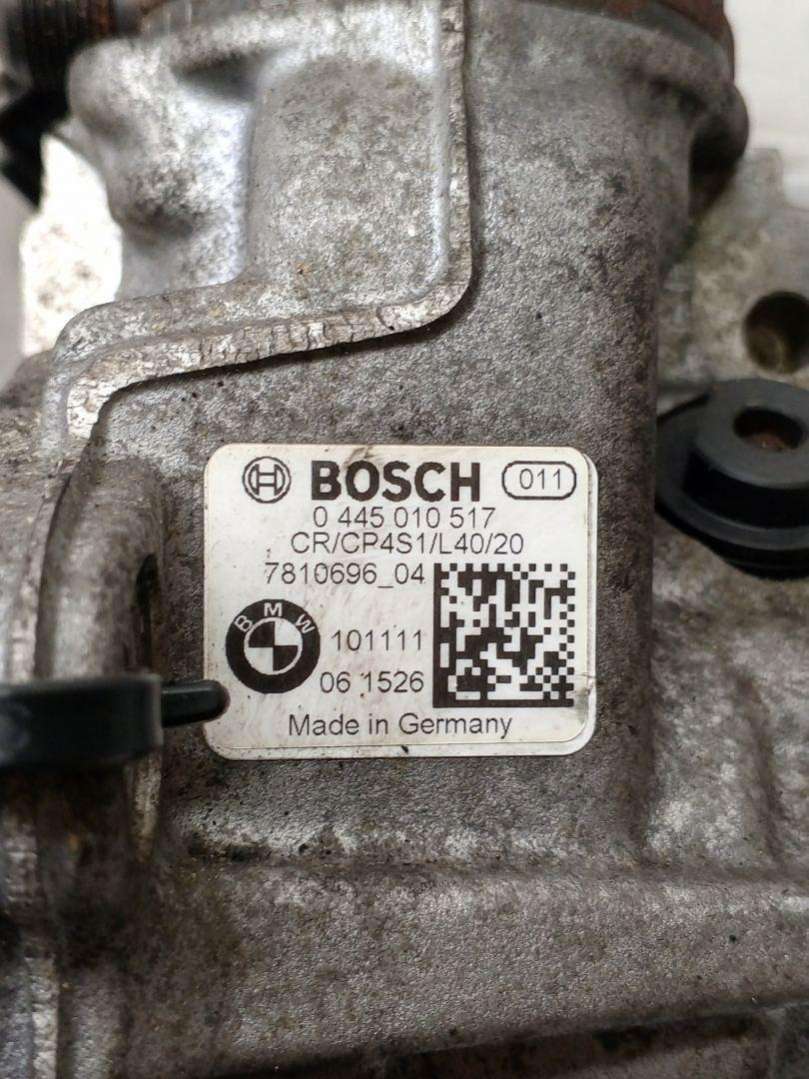 BOSCH 011
0 445 010 517
CR/CP4S1/L40/20
7810696_04
BMW
101111
06 1526
Made in Germany